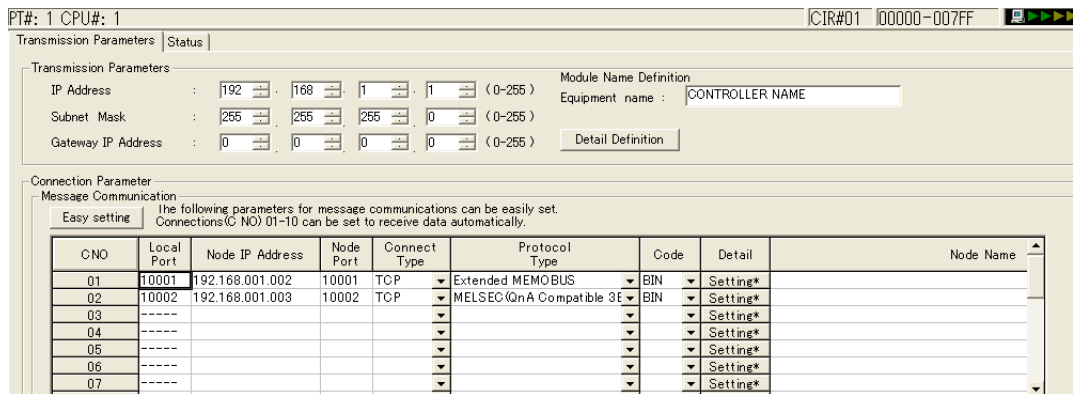 PT#: 1 CPU#: 1 CIR#01 00000-007FF
Transmission Parameters Status
Transmission Parameters
IP Address : 192 . 168 . 1 . 1 (0-255)
Subnet Mask : 255 . 255 . 255 . 0 (0-255)
Gateway IP Address : 0 . 0 . 0 . 0 (0-255)
Module Name Definition
Equipment name : CONTROLLER NAME
Detail Definition
Connection Parameter
Message Communication
Easy setting
The following parameters for message communications can be easily set.
Connections(C NO) 01-10 can be set to receive data automatically.
CNO Local Port Node IP Address Node Port Connect Type Protocol Type Code Detail Node Name
01 10001 192.168.001.002 10001 TCP Extended MEMOBUS BIN Setting*
02 10002 192.168.001.003 10002 TCP MELSEC(QnA Compatible 3E BIN Setting*
03 ----- Setting*
04 ----- Setting*
05 ----- Setting*
06 ----- Setting*
07 ----- Setting*